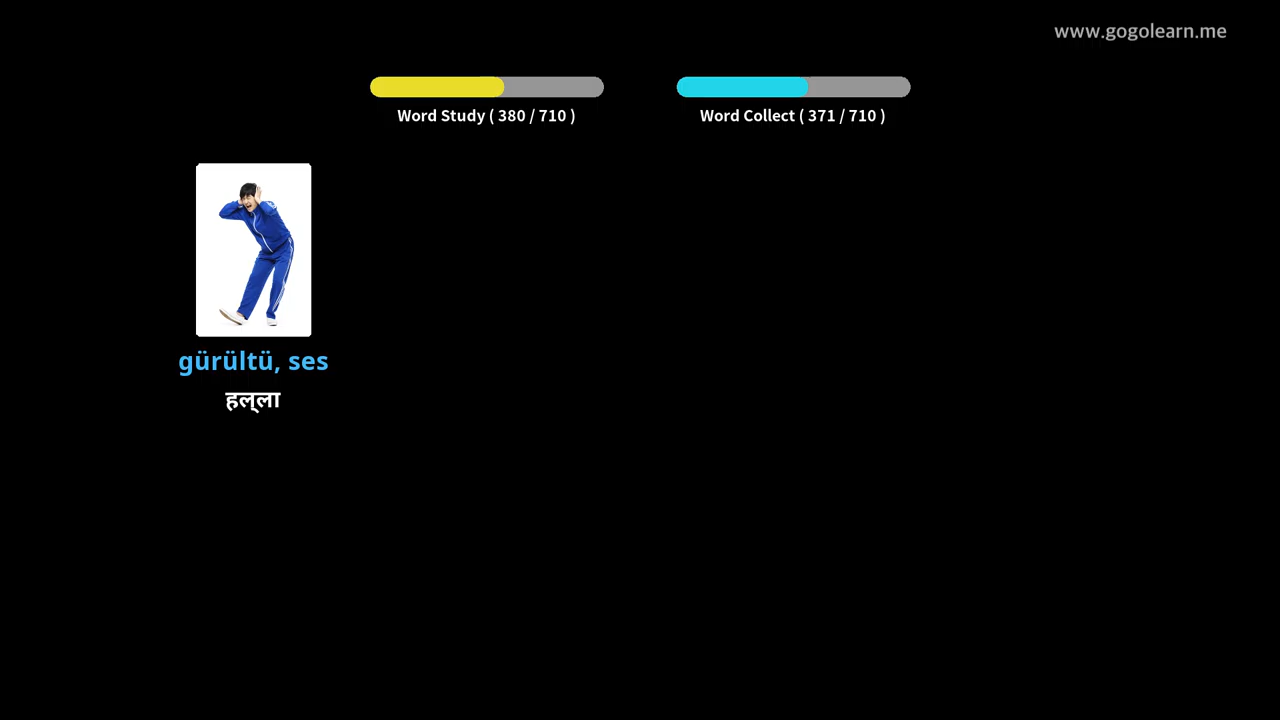 www.gogolearn.me
Word Study ( 380 / 710 )
Word Collect ( 371 / 710 )
gürültü, ses
हल्ला